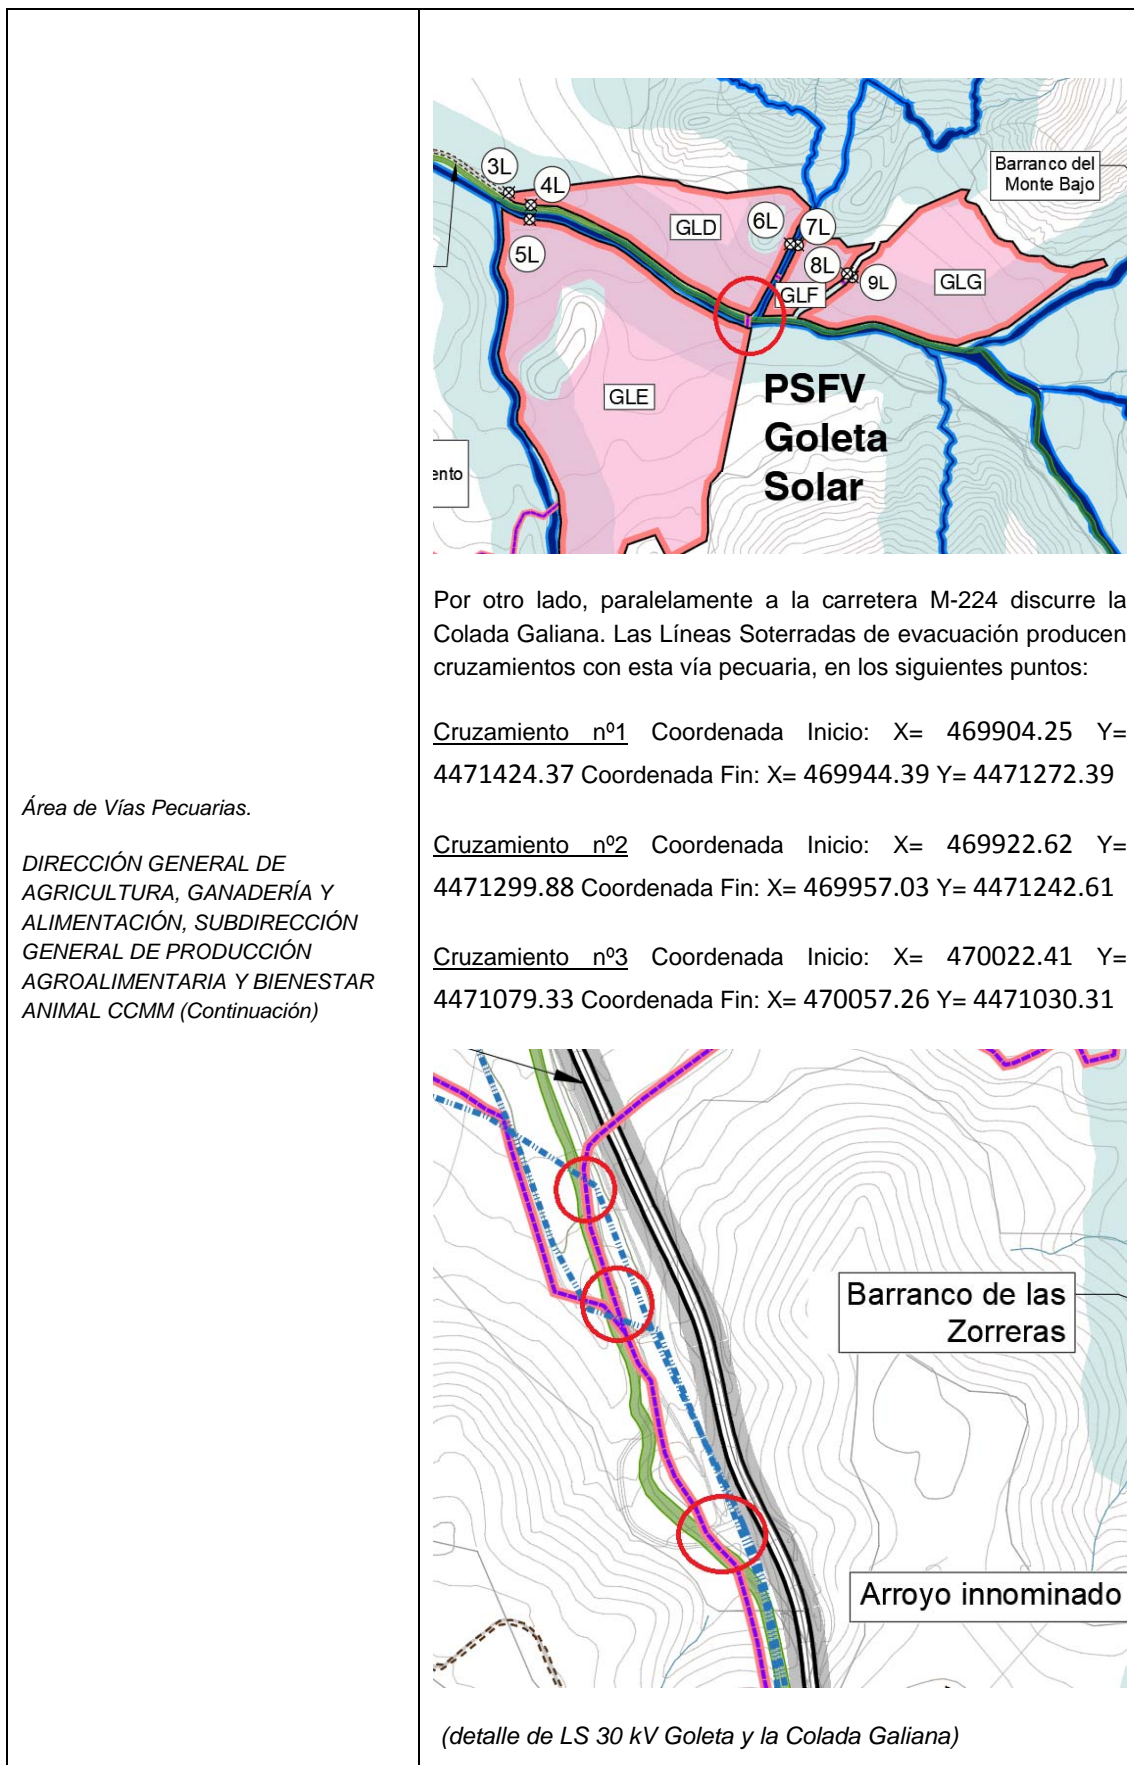 Área de Vías Pecuarias.
DIRECCIÓN GENERAL DE
AGRICULTURA, GANADERÍA Y
ALIMENTACIÓN, SUBDIRECCIÓN
GENERAL DE PRODUCCIÓN
AGROALIMENTARIA Y BIENESTAR
ANIMAL CCMM (Continuación)
3L
4L
5L
6L
7L
8L
9L
GLD
GLF
GLG
GLE
Barranco del
Monte Bajo
ento
PSFV
Goleta
Solar
Por otro lado, paralelamente a la carretera M-224 discurre la
Colada Galiana. Las Líneas Soterradas de evacuación producen
cruzamientos con esta vía pecuaria, en los siguientes puntos:
Cruzamiento nº1 Coordenada Inicio: X= 469904.25 Y=
4471424.37 Coordenada Fin: X= 469944.39 Y= 4471272.39
Cruzamiento nº2 Coordenada Inicio: X= 469922.62 Y=
4471299.88 Coordenada Fin: X= 469957.03 Y= 4471242.61
Cruzamiento nº3 Coordenada Inicio: X= 470022.41 Y=
4471079.33 Coordenada Fin: X= 470057.26 Y= 4471030.31
Barranco de las
Zorreras
Arroyo innominado
(detalle de LS 30 kV Goleta y la Colada Galiana)